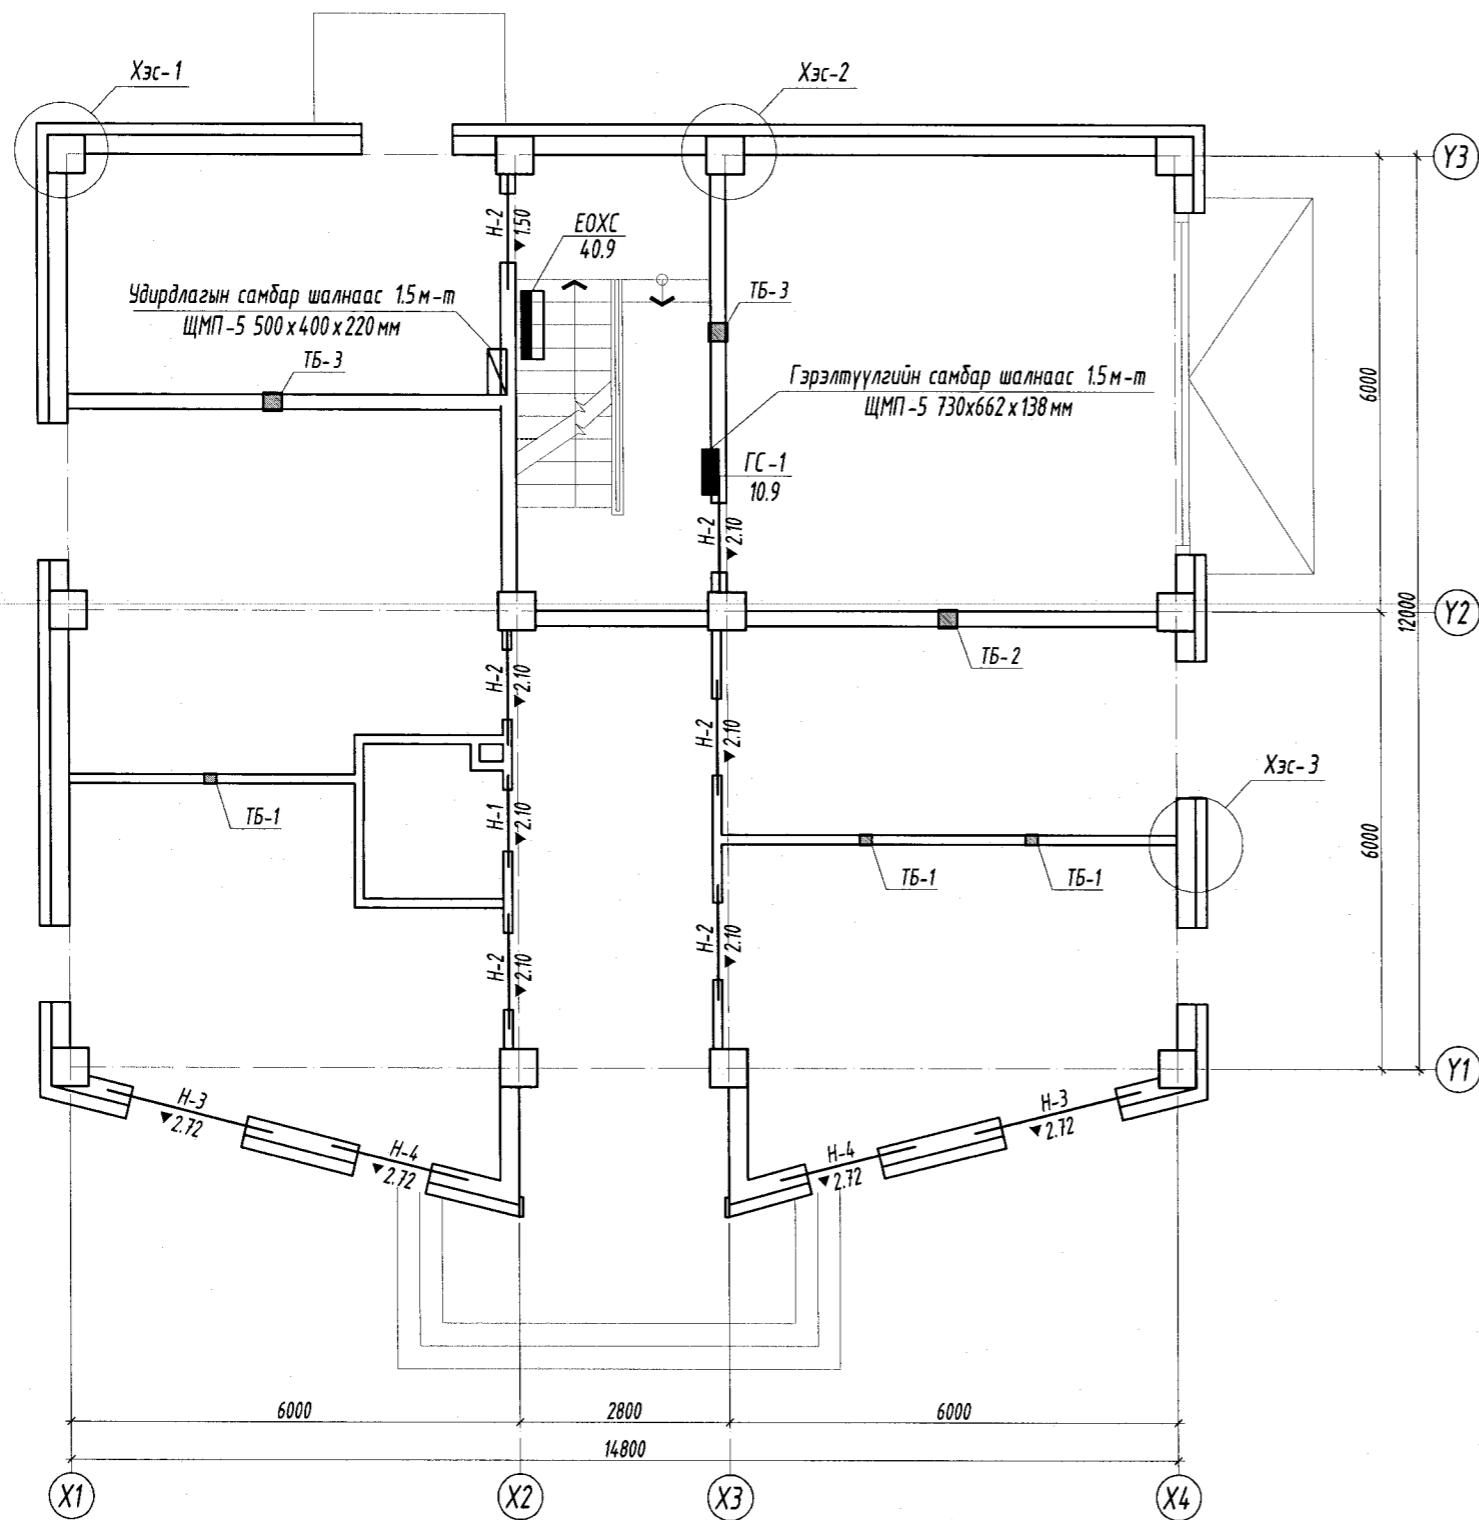 Хэс-1
Хэс-2
Y3
Н-2
1.50
ЕОХС
40.9
Удирдлагын самбар шалнаас 1.5м-т
ЩМП-5 500x400x220мм
ТБ-3
ТБ-3
Гэрэлтүүлгийн самбар шалнаас 1.5м-т
ЩМП-5 730x662x138мм
6000
ГС-1
10.9
Н-2
2.10
Y2
12000
ТБ-2
Н-2
2.10
Н-2
2.10
Хэс-3
ТБ-1
Н-1
2.10
6000
ТБ-1
ТБ-1
Н-2
2.10
Н-2
2.10
Y1
Н-3
2.72
Н-3
2.72
Н-4
2.72
Н-4
2.72
6000
2800
6000
14800
X1
X2
X3
X4